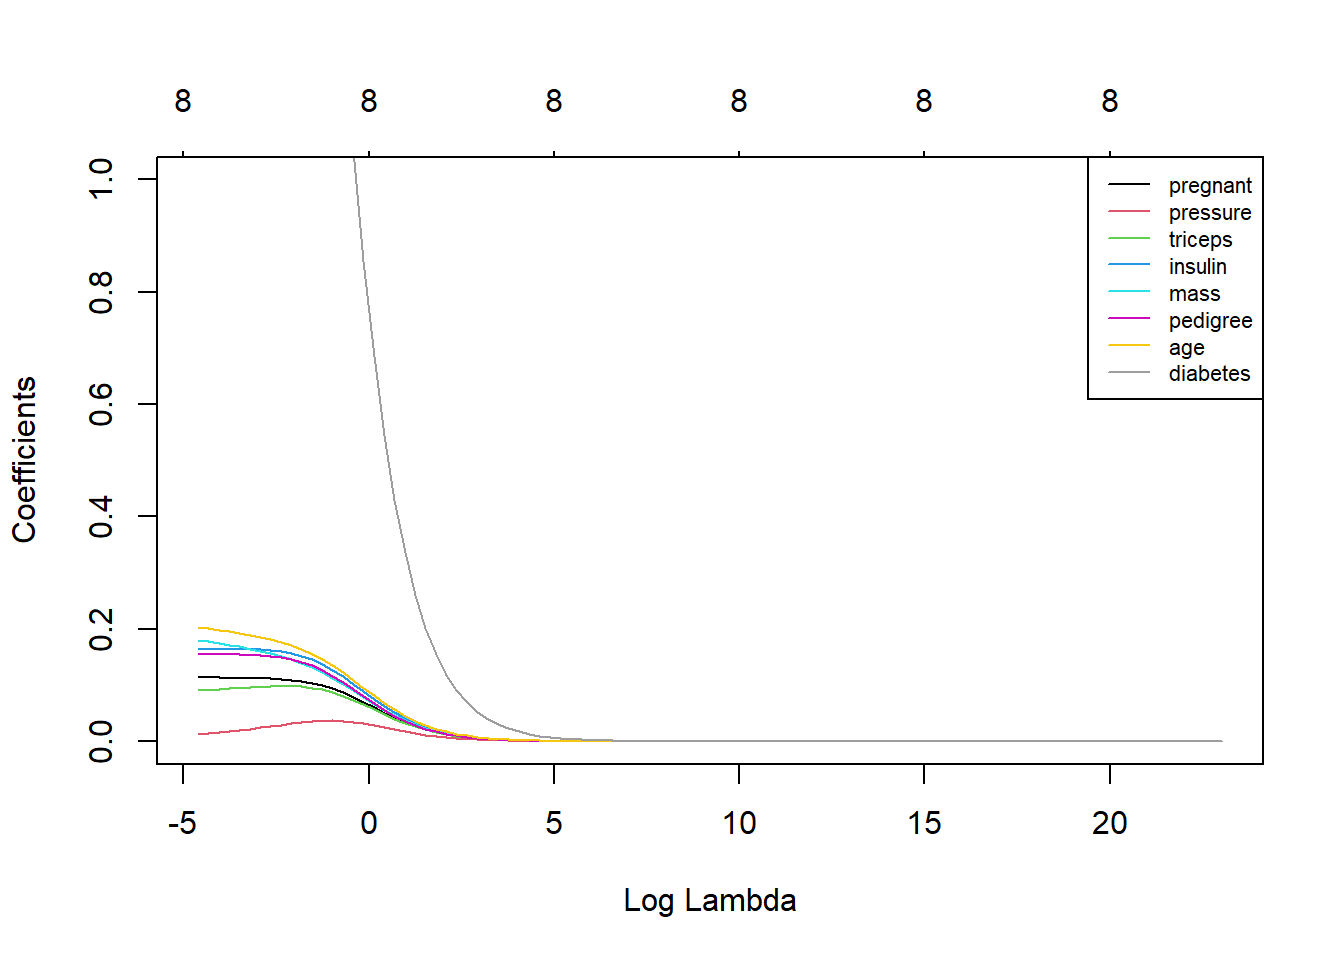 8 8 8 8 8 8
1.0
0.8
0.6
0.4
0.2
0.0
Coefficients
pregnant
pressure
triceps
insulin
mass
pedigree
age
diabetes
-5 0 5 10 15 20
Log Lambda